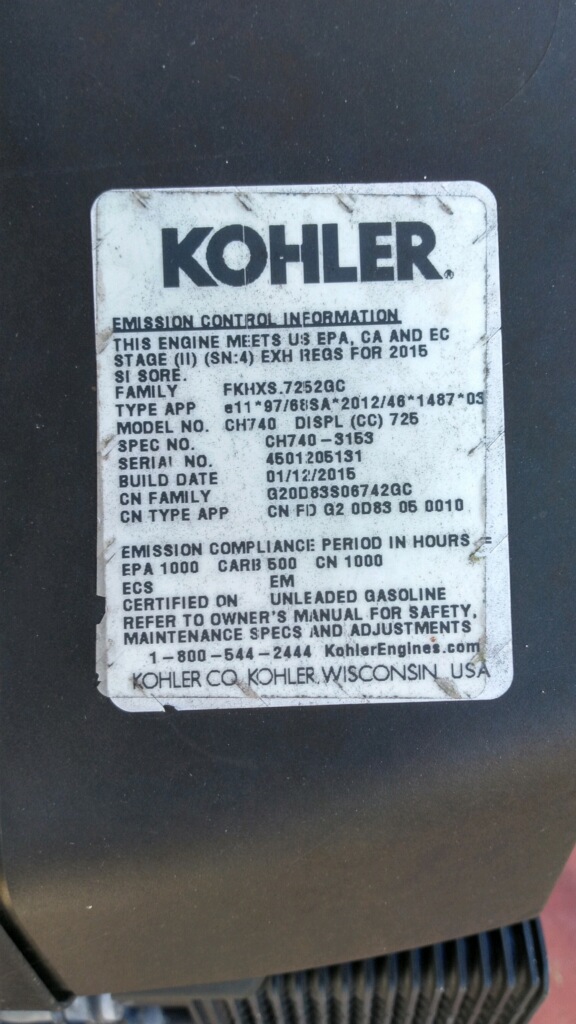 KOHLER®
EMISSION CONTROL INFORMATION
THIS ENGINE MEETS US EPA, CA AND EC
STAGE (II) (SN:4) EXH REGS FOR 2015
SI SORE.
FAMILY FKHXS.7252GC
TYPE APP e11*97/68SA*2012/46*1487*03
MODEL NO. CH740 DISPL (CC) 725
SPEC NO. CH740-3153
SERIAL NO. 4501205131
BUILD DATE 01/12/2015
CN FAMILY G20D83S06742GC
CN TYPE APP CN FD G2 0D83 05 0010
EMISSION COMPLIANCE PERIOD IN HOURS =
EPA 1000 CARB 500 CN 1000
ECS EM
CERTIFIED ON UNLEADED GASOLINE
REFER TO OWNER'S MANUAL FOR SAFETY,
MAINTENANCE SPECS AND ADJUSTMENTS
1-800-544-2444 KohlerEngines.com
KOHLER CO. KOHLER, WISCONSIN USA